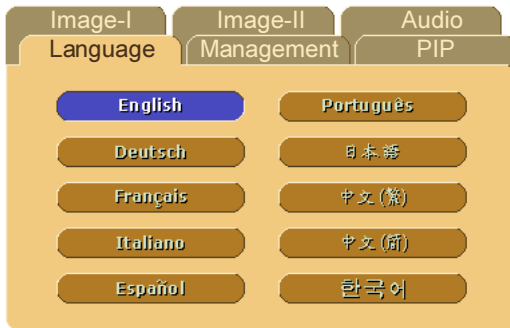 Image-I Image-II Audio
Language Management PIP
English Português
Deutsch 日本語
Français 中文(繁)
Italiano 中文(简)
Español 한국어